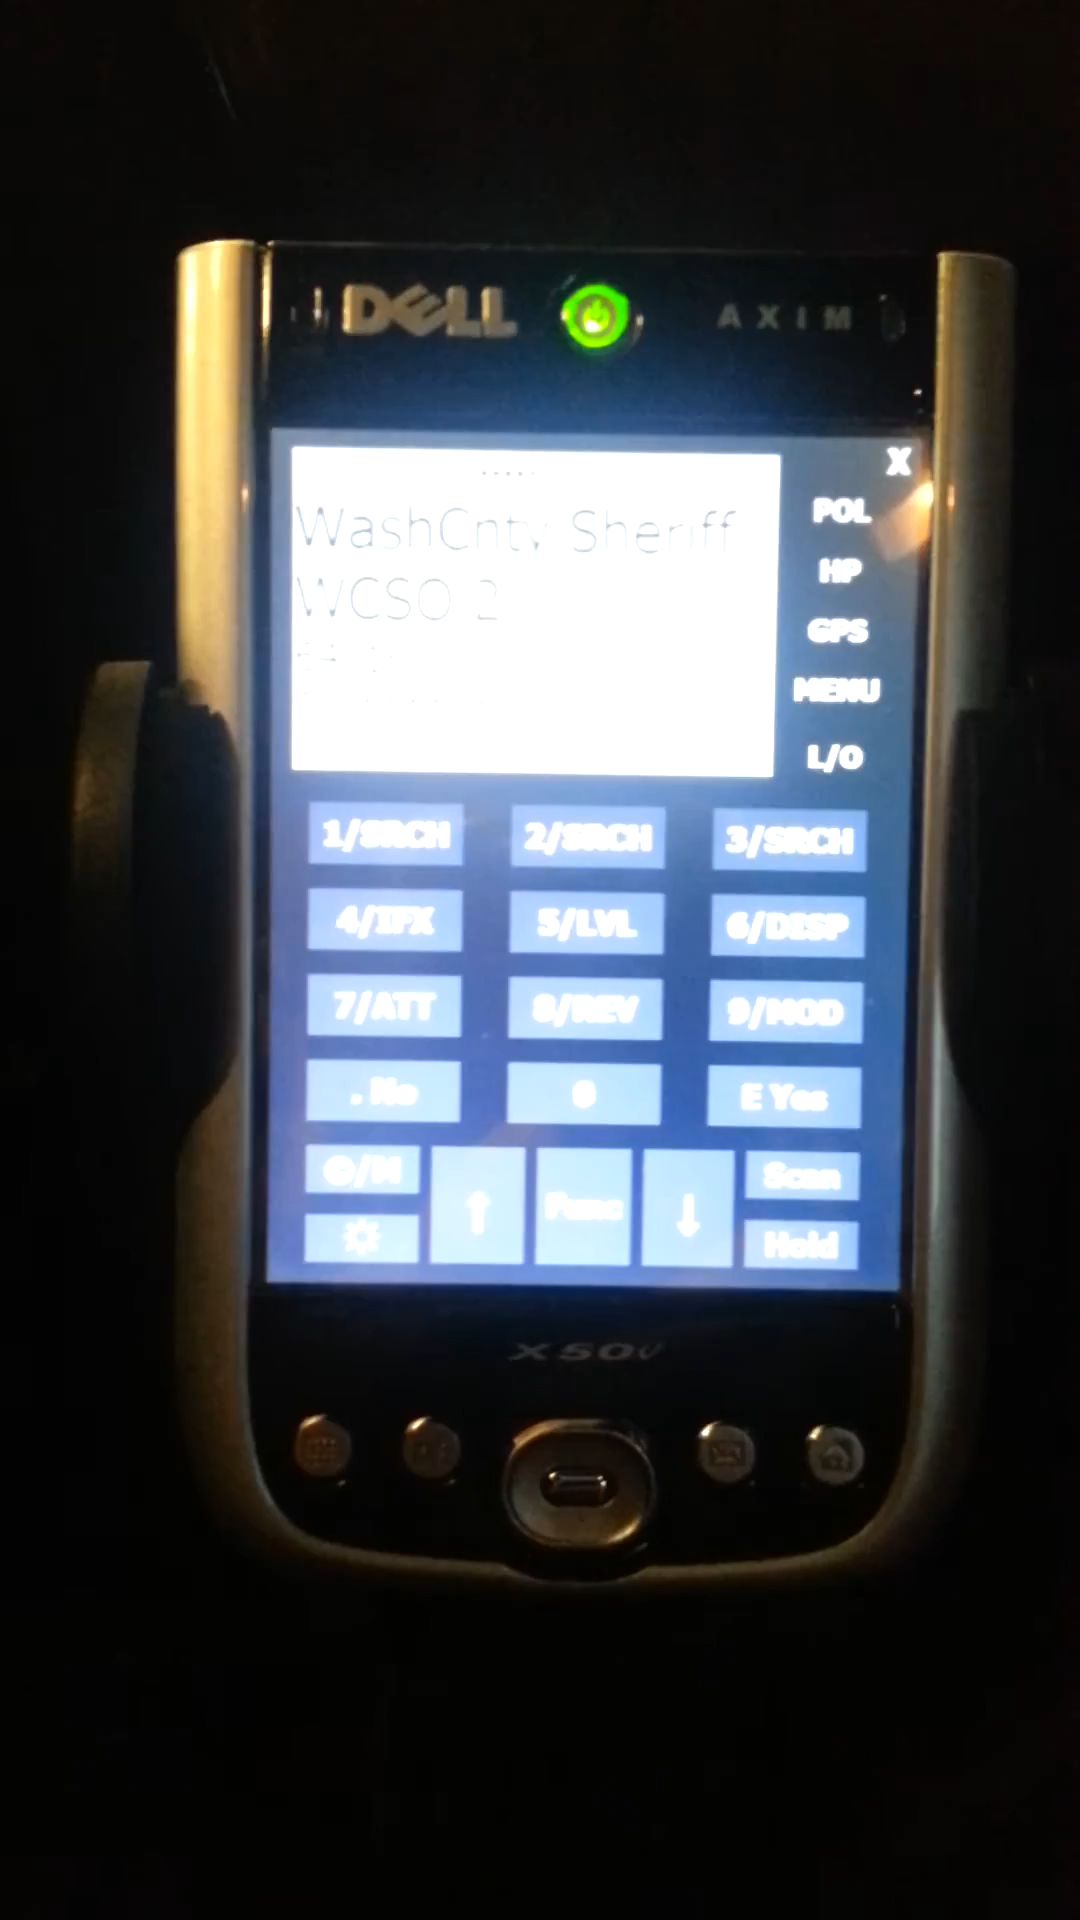 DELL AXIM
X
WashCnty Sheriff
WCSO 2
POL
HP
GPS
MENU
L/O
1/SRCH 2/SRCH 3/SRCH
4/IFX 5/LVL 6/DISP
7/ATT 8/REV 9/MOD
. No 0 E Yes
/M ↑ Func ↓ Scan
Hold
X50v